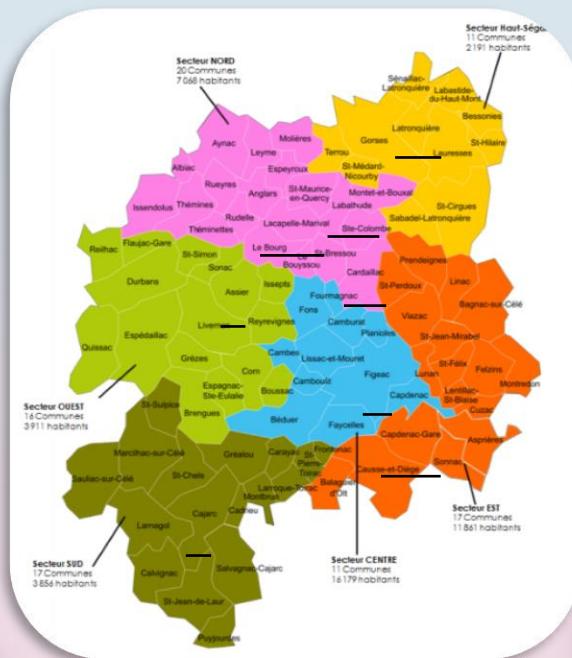 Secteur Haut-Séga
11 Communes
2 191 habitants
Secteur NORD
20 Communes
7 068 habitants
Sénaillac-
Latronquière
Labastide-
du-Haut-Mont
Bessonies
Latronquière
St-Hilaire
Gorses
Lauresses
Terrou
St-Médard-
Nicourby
St-Cirgues
Sabadel-Latronquière
Molières
Aynac
Leyme
Espeyroux
Albiac
Rueyres
Anglars
St-Maurice-
en-Quercy
Montet-et-Bouxal
Labathude
Issendolus
Thémines
Rudelle
Lacapelle-Marival
Théminettes
Ste-Colombe
Le Bourg
St-Bressou
Le
Bouyssou
Cardaillac
Reilhac
Flaujac-Gare
St-Simon
Sonac
Issepts
Durbans
Assier
Livernon
Reyrevignes
Espédaillac
Quissac
Grèzes
Corn
Espagnac-
Ste-Eulalie
Boussac
Brengues
Fourmagnac
Fons
Camburat
Planioles
Cambes
Lissac-et-Mouret
Camboulit
Figeac
Capdenac
Béduer
Faycelles
Prendeignes
St-Perdoux
Linac
Bagnac-sur-Célé
Viazac
St-Jean-Mirabel
St-Félix
Felzins
Lunan
Montredon
Lentillac-
St-Blaise
Cuzac
Capdenac-Gare
Asprières
Sonnac
Causse-et-Diège
Balaguier
d'Olt
St-Sulpice
Marcilhac-sur-Célé
Gréalou
Carayac
Frontenac
St-
Pierre-
Toirac
Sauliac-sur-Célé
St-Chels
Larroque-Toirac
Montbrun
Cadrieu
Cajarc
Larnagol
Calvignac
Salvagnac-Cajarc
St-Jean-de-Laur
Puyjourdes
Secteur OUEST
16 Communes
3 911 habitants
Secteur EST
17 Communes
11 861 habitants
Secteur SUD
17 Communes
3 856 habitants
Secteur CENTRE
11 Communes
16 179 habitants